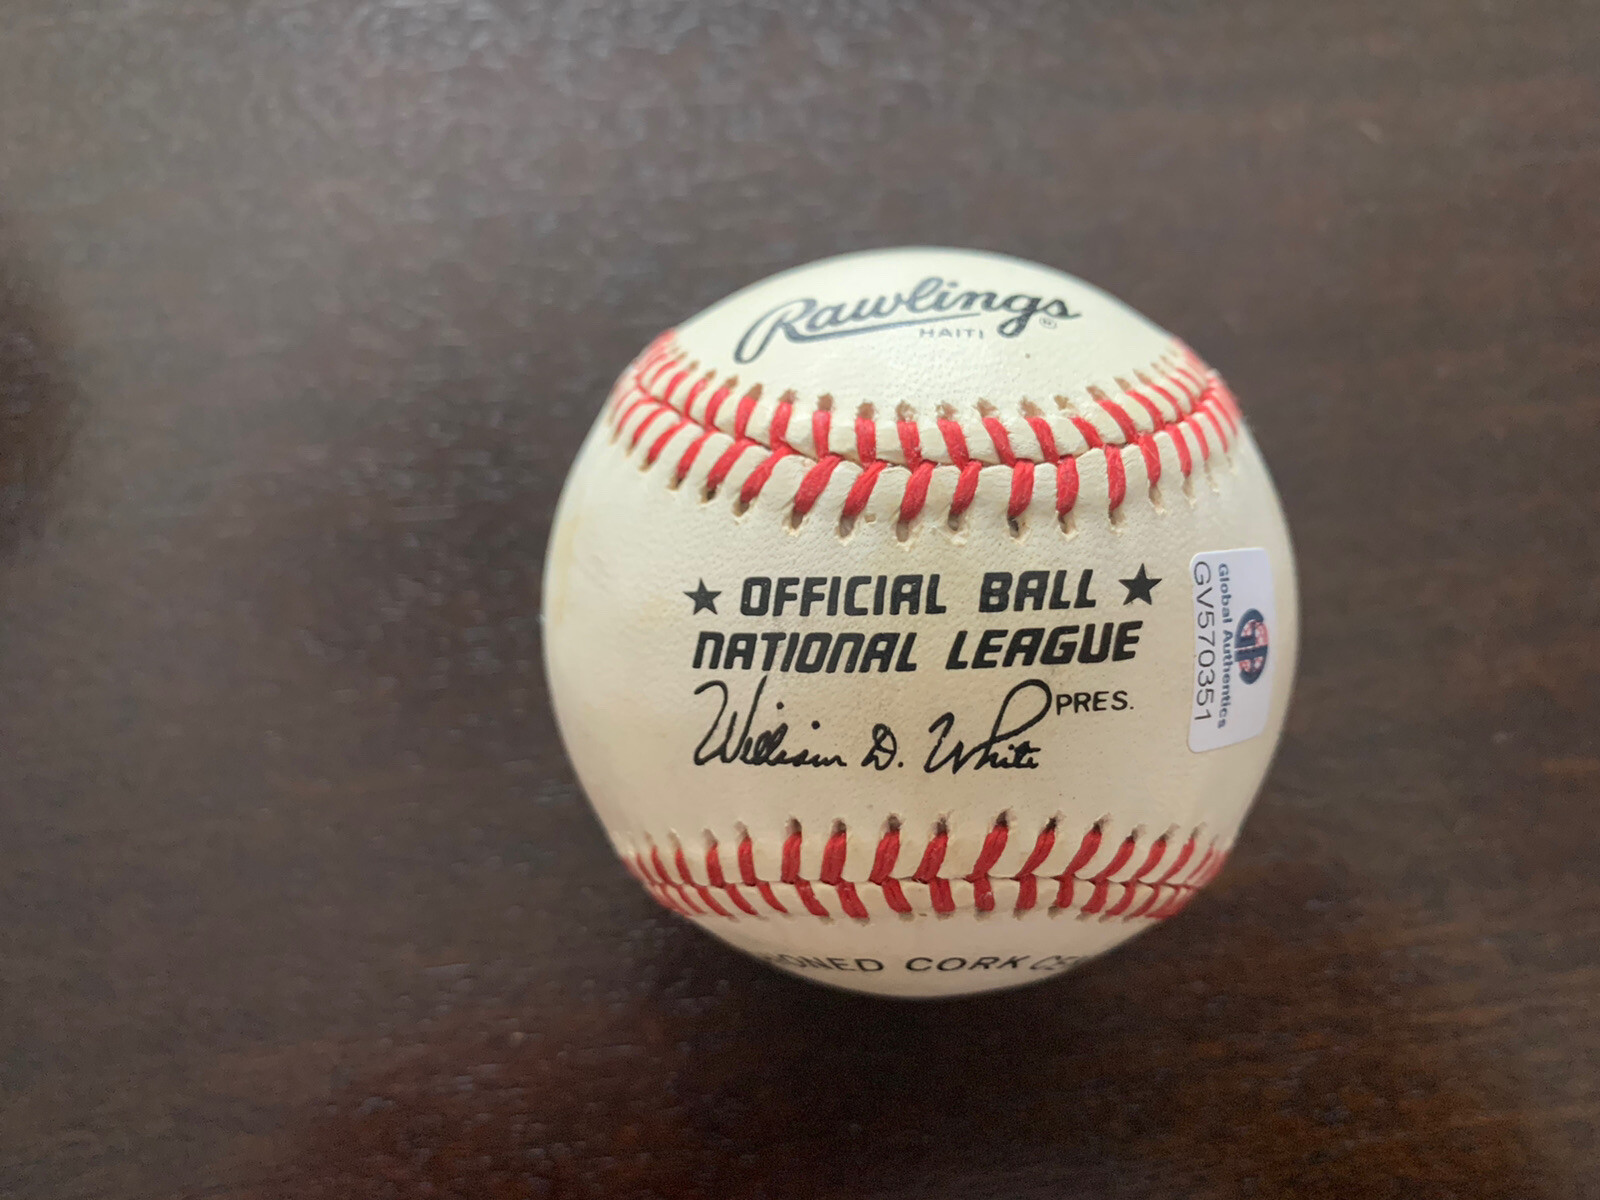 Rawlings®
HAITI
★ OFFICIAL BALL ★
NATIONAL LEAGUE
William D. White PRES.
Global Authentics
GV570351
CORK